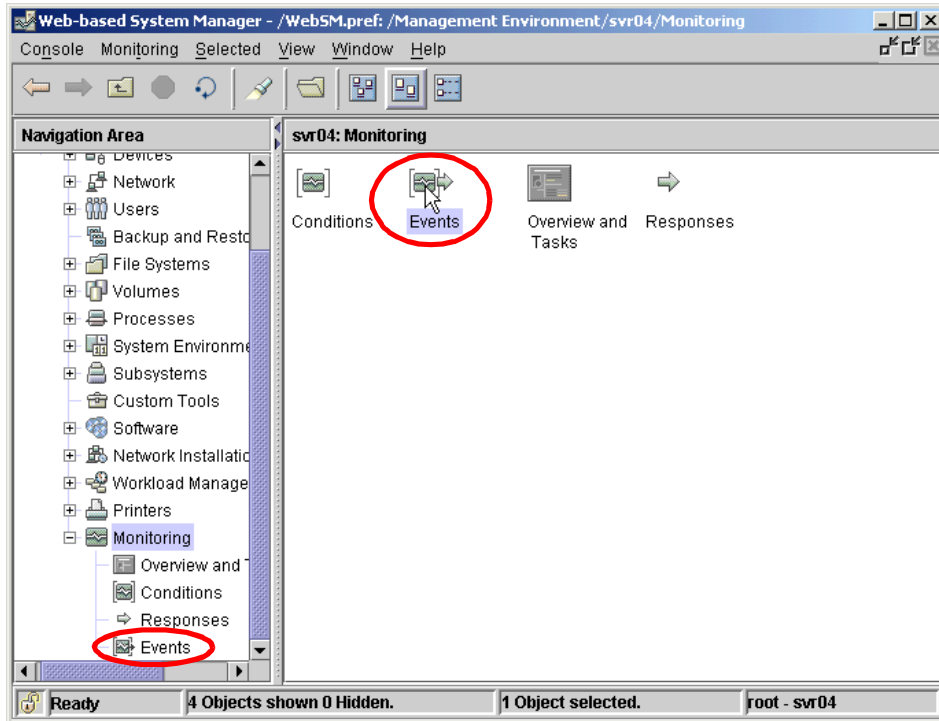 Web-based System Manager - /WebSM.pref: /Management Environment/svr04/Monitoring
Console Monitoring Selected View Window Help
Navigation Area
svr04: Monitoring
Devices
Network
Users
Backup and Resto
File Systems
Volumes
Processes
System Environme
Subsystems
Custom Tools
Software
Network Installatio
Workload Manage
Printers
Monitoring
Overview and T
Conditions
Responses
Events
Conditions
Events
Overview and
Tasks
Responses
Ready
4 Objects shown 0 Hidden.
1 Object selected.
root - svr04